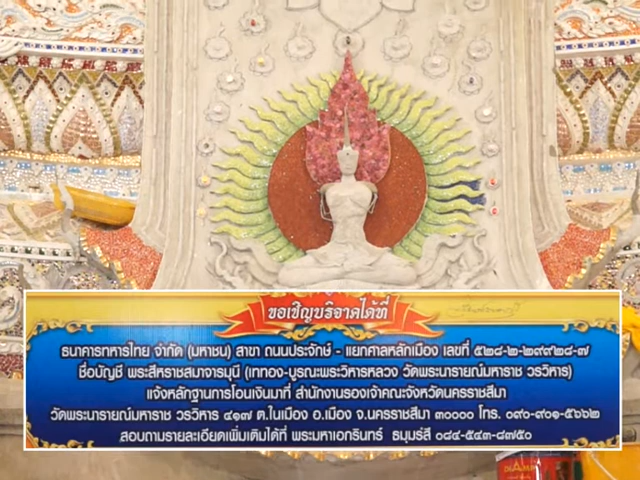 ขอเชิญบริจาคได้ที่
ธนาคารทหารไทย จำกัด (มหาชน) สาขา ถนนประจักษ์ - แยกศาลหลักเมือง เลขที่ ๕๒๘-๒-๒๙๙๒๘-๗
ชื่อบัญชี พระสีหราชสมาจารมุนี (เททอง-บูรณะพระวิหารหลวง วัดพระนารายณ์มหาราช วรวิหาร)
แจ้งหลักฐานการโอนเงินมาที่ สำนักงานรองเจ้าคณะจังหวัดนครราชสีมา
วัดพระนารายณ์มหาราช วรวิหาร ๔๑๗ ต.ในเมือง อ.เมือง จ.นครราชสีมา ๓๐๐๐๐ โทร. ๐๙๐-๙๐๑-๕๖๖๒
สอบถามรายละเอียดเพิ่มเติมได้ที่ พระมหาเอกรินทร์ ธมฺมรํสี ๐๘๔-๕๔๓-๘๗๕๐